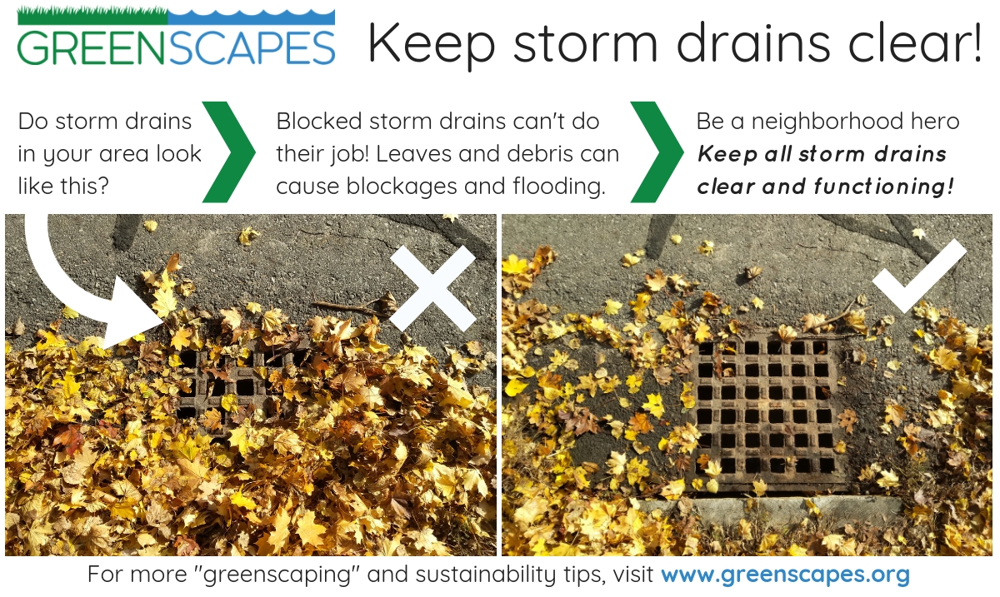 GREENSCAPES
Keep storm drains clear!
Do storm drains
in your area look
like this?
Blocked storm drains can't do
their job! Leaves and debris can
cause blockages and flooding.
Be a neighborhood hero
Keep all storm drains
clear and functioning!
For more "greenscaping" and sustainability tips, visit www.greenscapes.org